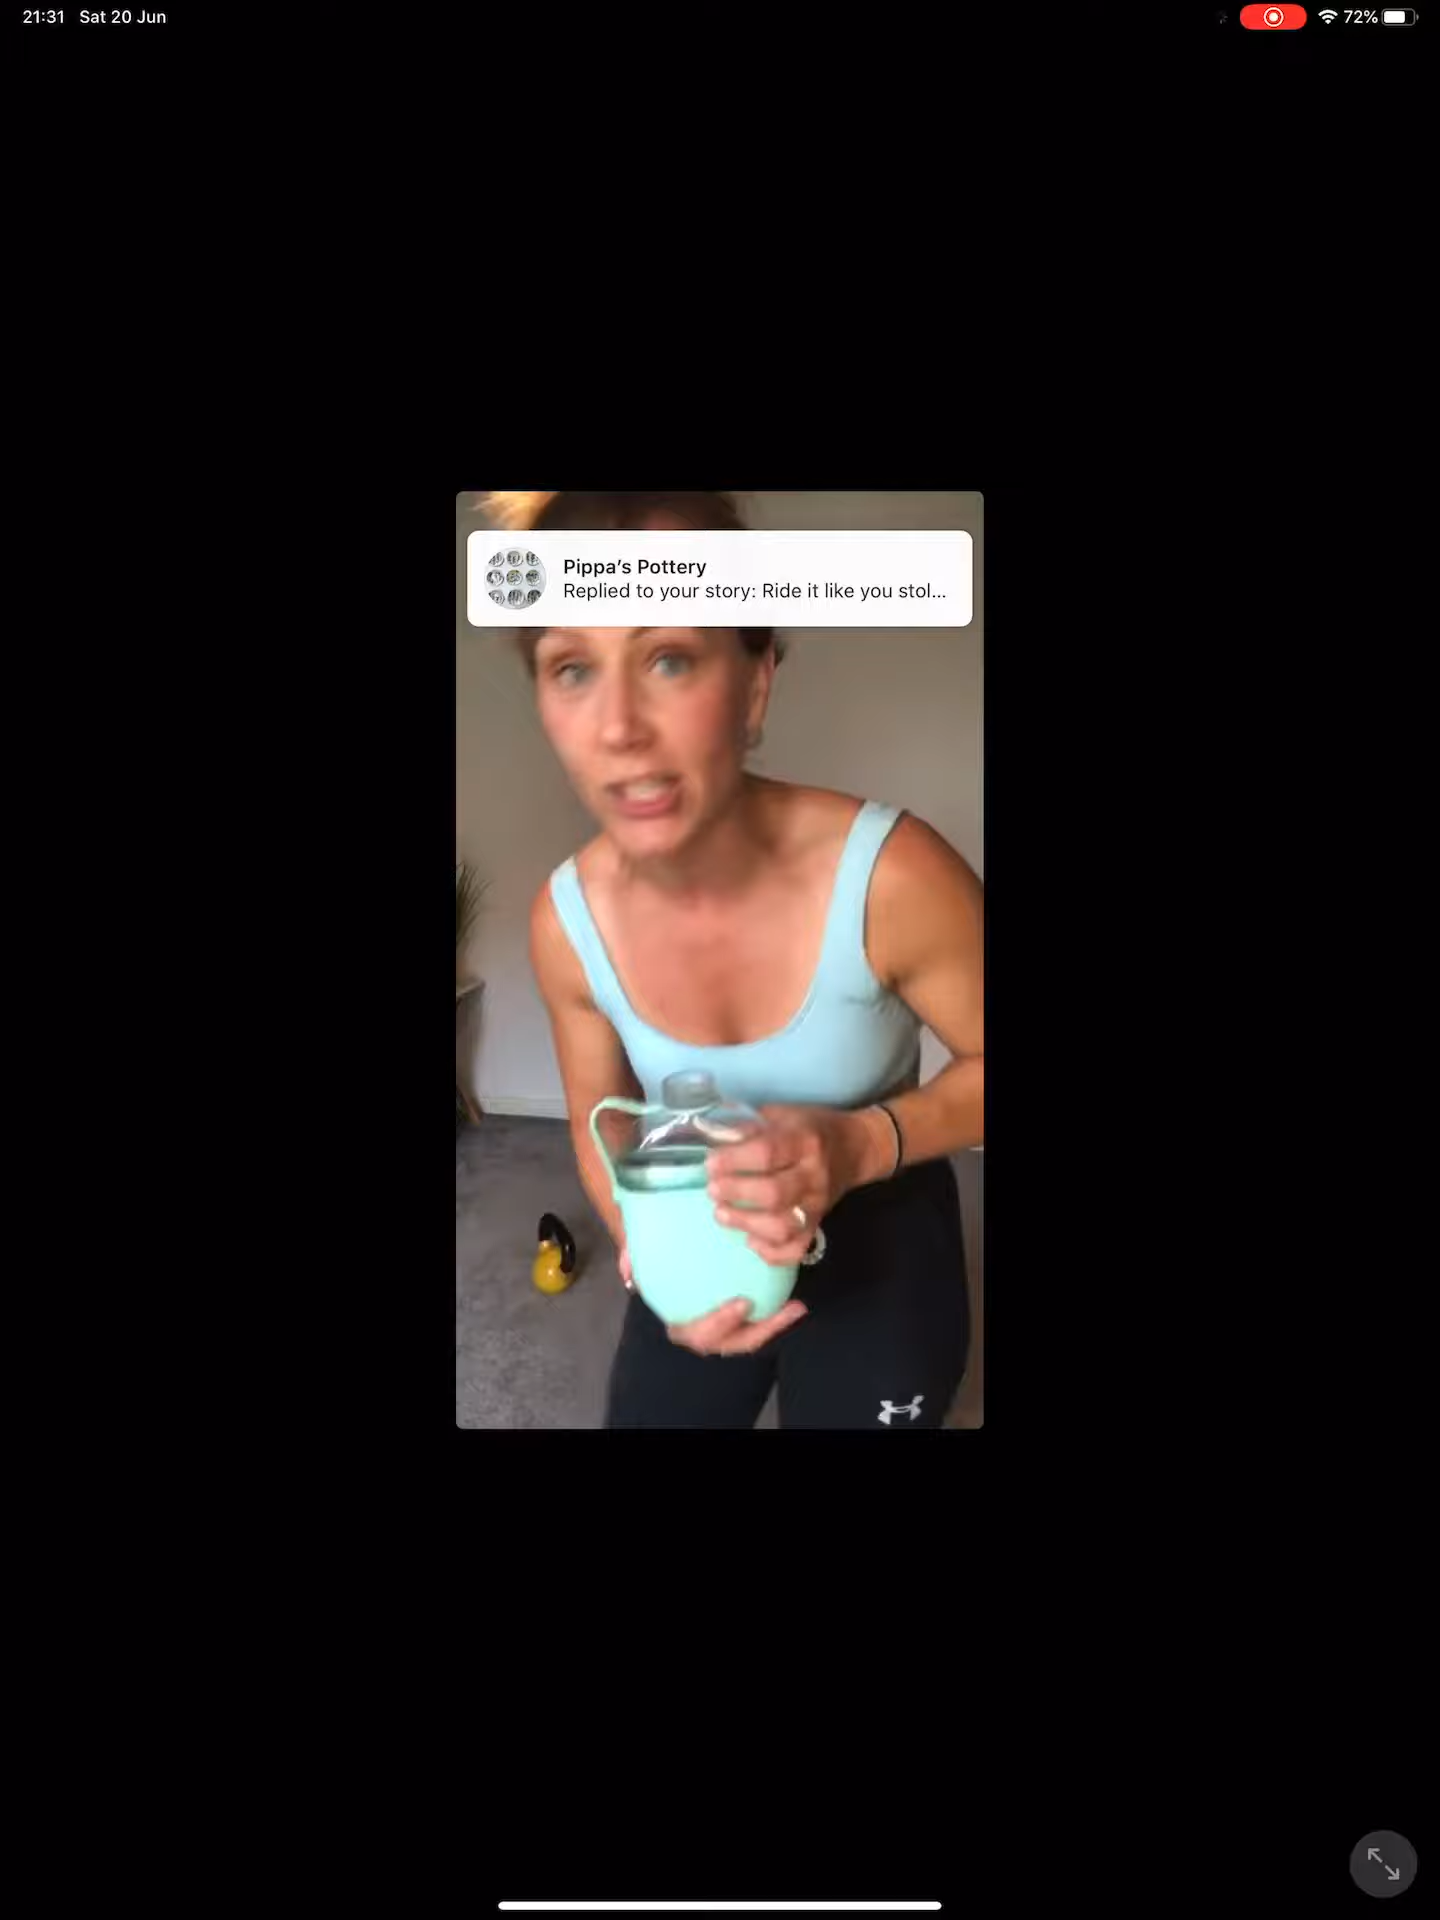 21:31 Sat 20 Jun
72%
Pippa’s Pottery
Replied to your story: Ride it like you stol...